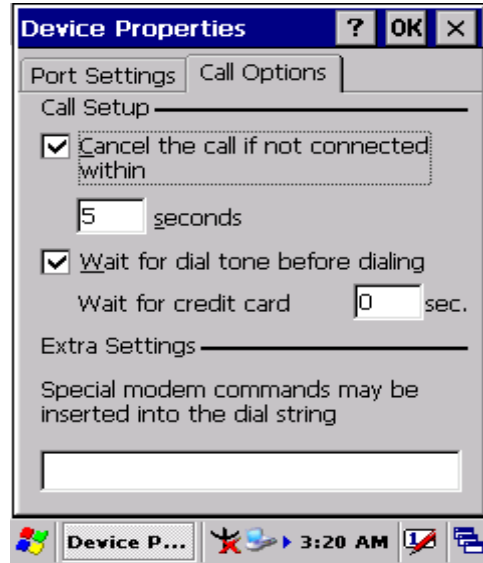 Device Properties ? OK ×
Port Settings Call Options
Call Setup
Cancel the call if not connected
within
5 seconds
Wait for dial tone before dialing
Wait for credit card 0 sec.
Extra Settings
Special modem commands may be
inserted into the dial string
Device P... 3:20 AM